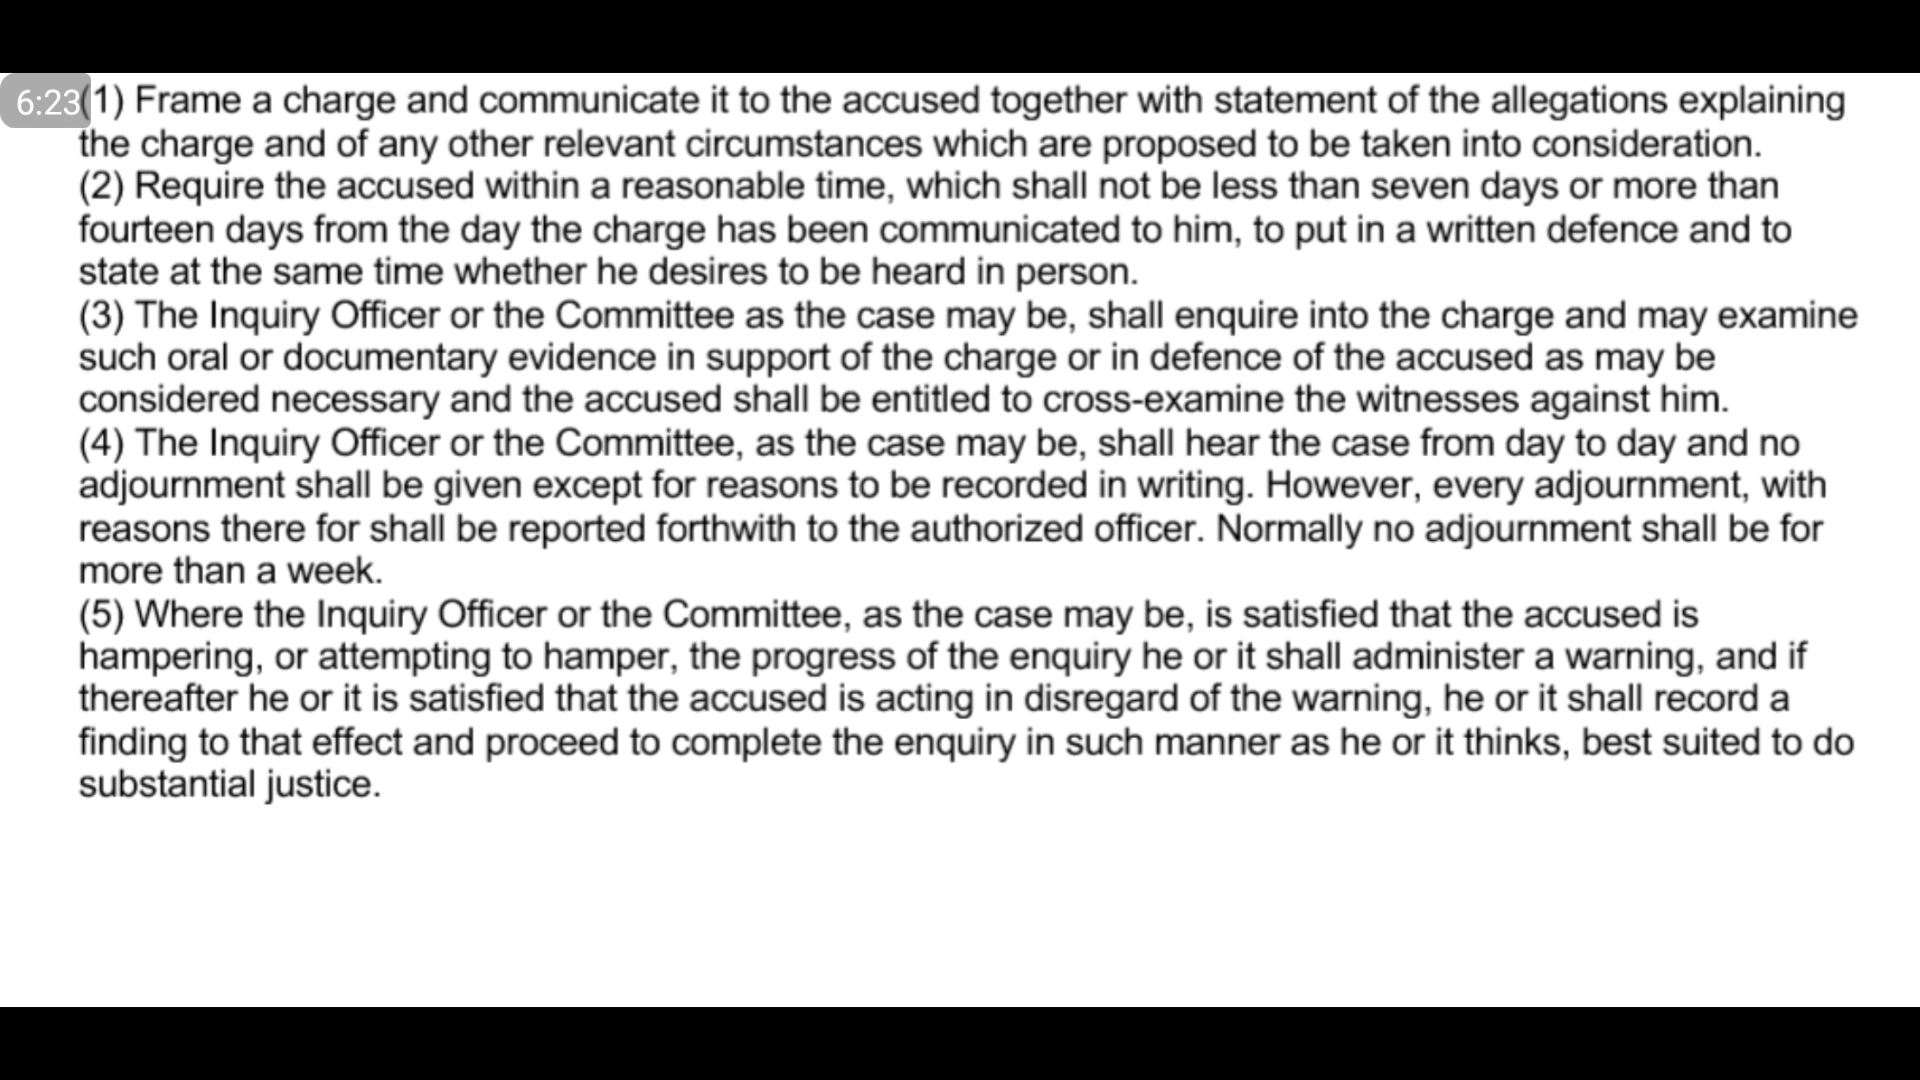 6:23
(1) Frame a charge and communicate it to the accused together with statement of the allegations explaining
the charge and of any other relevant circumstances which are proposed to be taken into consideration.
(2) Require the accused within a reasonable time, which shall not be less than seven days or more than
fourteen days from the day the charge has been communicated to him, to put in a written defence and to
state at the same time whether he desires to be heard in person.
(3) The Inquiry Officer or the Committee as the case may be, shall enquire into the charge and may examine
such oral or documentary evidence in support of the charge or in defence of the accused as may be
considered necessary and the accused shall be entitled to cross-examine the witnesses against him.
(4) The Inquiry Officer or the Committee, as the case may be, shall hear the case from day to day and no
adjournment shall be given except for reasons to be recorded in writing. However, every adjournment, with
reasons there for shall be reported forthwith to the authorized officer. Normally no adjournment shall be for
more than a week.
(5) Where the Inquiry Officer or the Committee, as the case may be, is satisfied that the accused is
hampering, or attempting to hamper, the progress of the enquiry he or it shall administer a warning, and if
thereafter he or it is satisfied that the accused is acting in disregard of the warning, he or it shall record a
finding to that effect and proceed to complete the enquiry in such manner as he or it thinks, best suited to do
substantial justice.